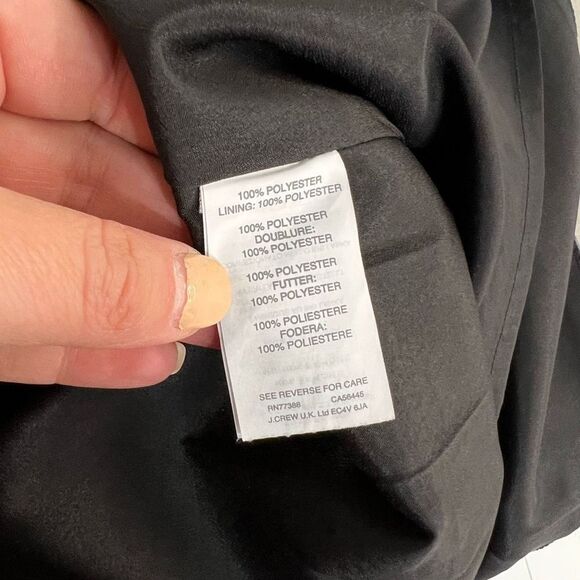 100% POLYESTER
LINING: 100% POLYESTER
100% POLYESTER
DOUBLURE:
100% POLYESTER
100% POLYESTER
FUTTER:
100% POLYESTER
100% POLIESTERE
FODERA:
100% POLIESTERE
SEE REVERSE FOR CARE
RN77388 CA56445
J.CREW U.K. Ltd EC4V 6JA